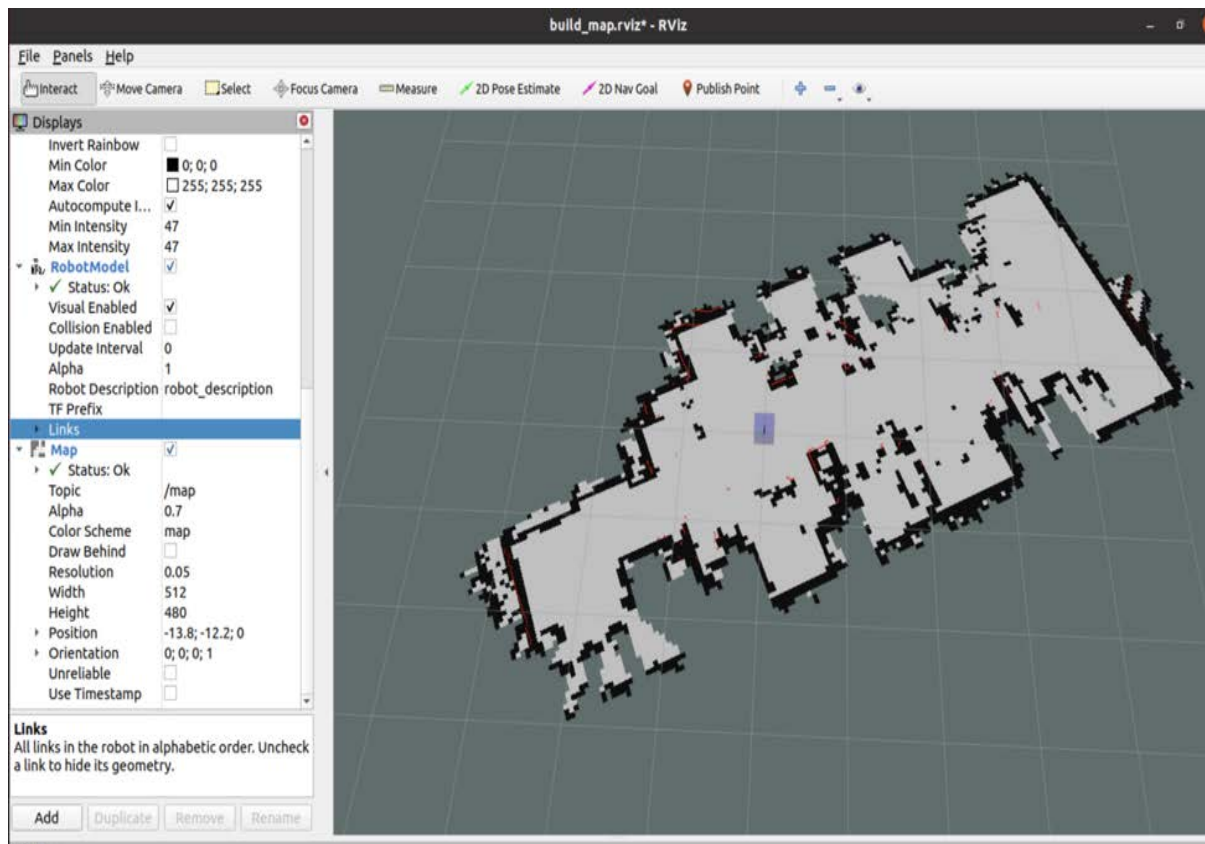 build_map.rviz* - RViz
File Panels Help
Interact Move Camera Select Focus Camera Measure 2D Pose Estimate 2D Nav Goal Publish Point
Displays
Invert Rainbow
Min Color 0; 0; 0
Max Color 255; 255; 255
Autocompute I...
Min Intensity 47
Max Intensity 47
RobotModel
Status: Ok
Visual Enabled
Collision Enabled
Update Interval 0
Alpha 1
Robot Description robot_description
TF Prefix
Links
Map
Status: Ok
Topic /map
Alpha 0.7
Color Scheme map
Draw Behind
Resolution 0.05
Width 512
Height 480
Position -13.8; -12.2; 0
Orientation 0; 0; 0; 1
Unreliable
Use Timestamp
Links
All links in the robot in alphabetic order. Uncheck
a link to hide its geometry.
Add Duplicate Remove Rename